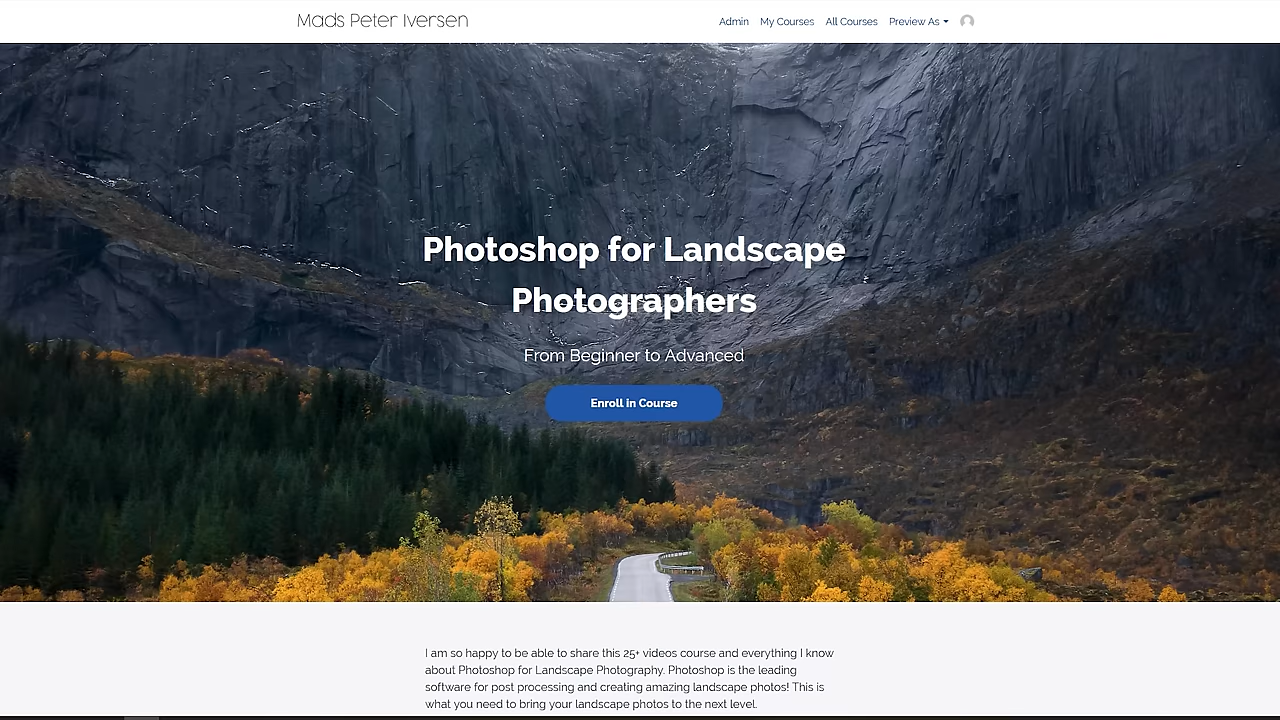 Mads Peter Iversen
Admin My Courses All Courses Preview As
Photoshop for Landscape
Photographers
From Beginner to Advanced
Enroll in Course
I am so happy to be able to share this 25+ videos course and everything I know
about Photoshop for Landscape Photography. Photoshop is the leading
software for post processing and creating amazing landscape photos! This is
what you need to bring your landscape photos to the next level.